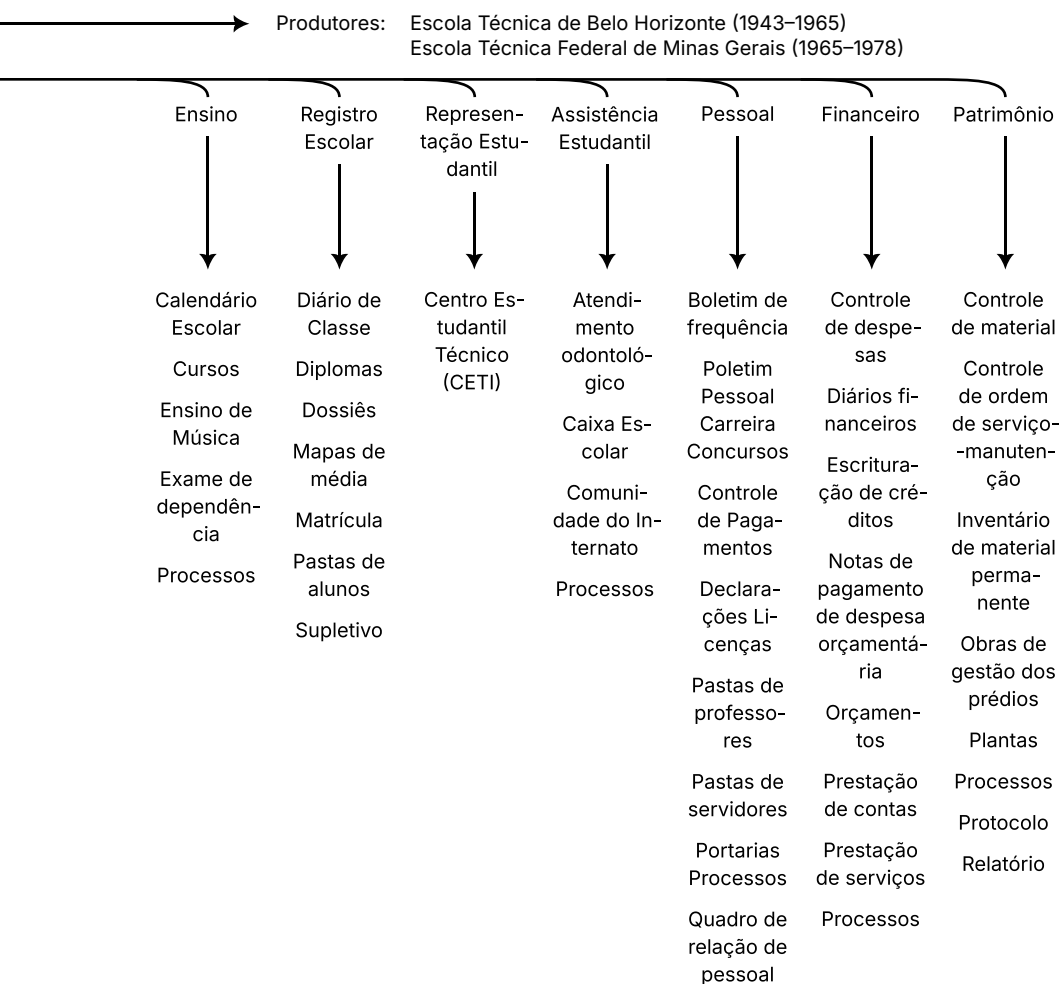 Produtores: Escola Técnica de Belo Horizonte (1943–1965)
Escola Técnica Federal de Minas Gerais (1965–1978)
Ensino
Calendário
Escolar
Cursos
Ensino de
Música
Exame de
dependên-
cia
Processos
Registro
Escolar
Diário de
Classe
Diplomas
Dossiês
Mapas de
média
Matrícula
Pastas de
alunos
Supletivo
Represen-
tação Estu-
dantil
Centro Es-
tudantil
Técnico
(CETI)
Assistência
Estudantil
Atendi-
mento
odontoló-
gico
Caixa Es-
colar
Comuni-
dade do In-
ternato
Processos
Pessoal
Boletim de
frequência
Poletim
Pessoal
Carreira
Concursos
Controle
de Paga-
mentos
Declara-
ções Li-
cenças
Pastas de
professo-
res
Pastas de
servidores
Portarias
Processos
Quadro de
relação de
pessoal
Financeiro
Controle
de despe-
sas
Diários fi-
nanceiros
Escritura-
ção de cré-
ditos
Notas de
pagamento
de despesa
orçamentá-
ria
Orçamen-
tos
Prestação
de contas
Prestação
de serviços
Processos
Patrimônio
Controle
de material
Controle
de ordem
de serviço-
-manuten-
ção
Inventário
de material
perma-
nente
Obras de
gestão dos
prédios
Plantas
Processos
Protocolo
Relatório